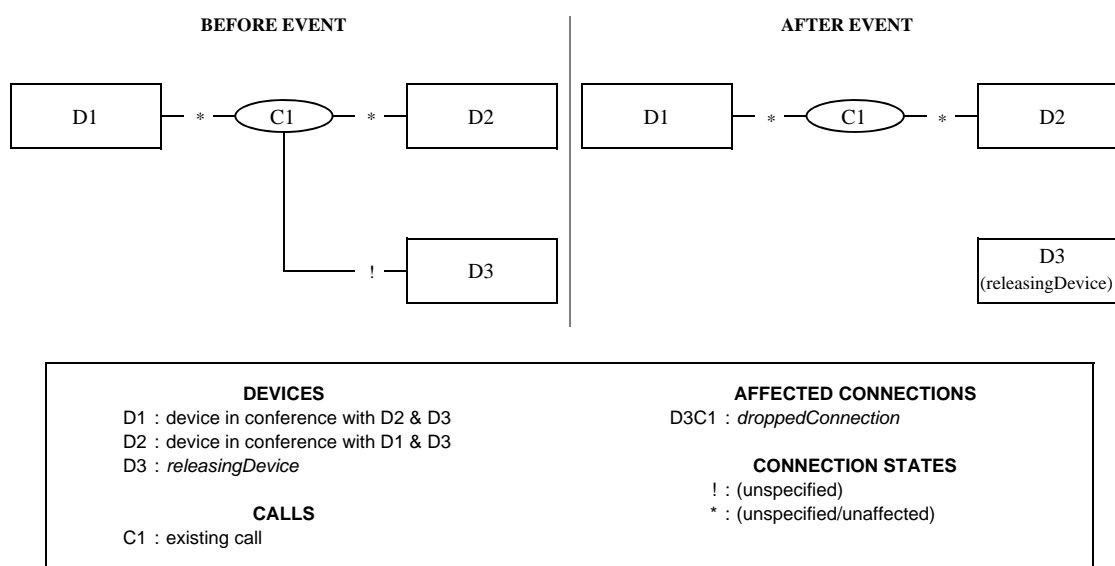 BEFORE EVENT
AFTER EVENT
D1 * C1 * D2
D1 * C1 * D2
! D3
D3
(releasingDevice)
DEVICES
D1 : device in conference with D2 & D3
D2 : device in conference with D1 & D3
D3 : releasingDevice
CALLS
C1 : existing call
AFFECTED CONNECTIONS
D3C1 : droppedConnection
CONNECTION STATES
! : (unspecified)
* : (unspecified/unaffected)